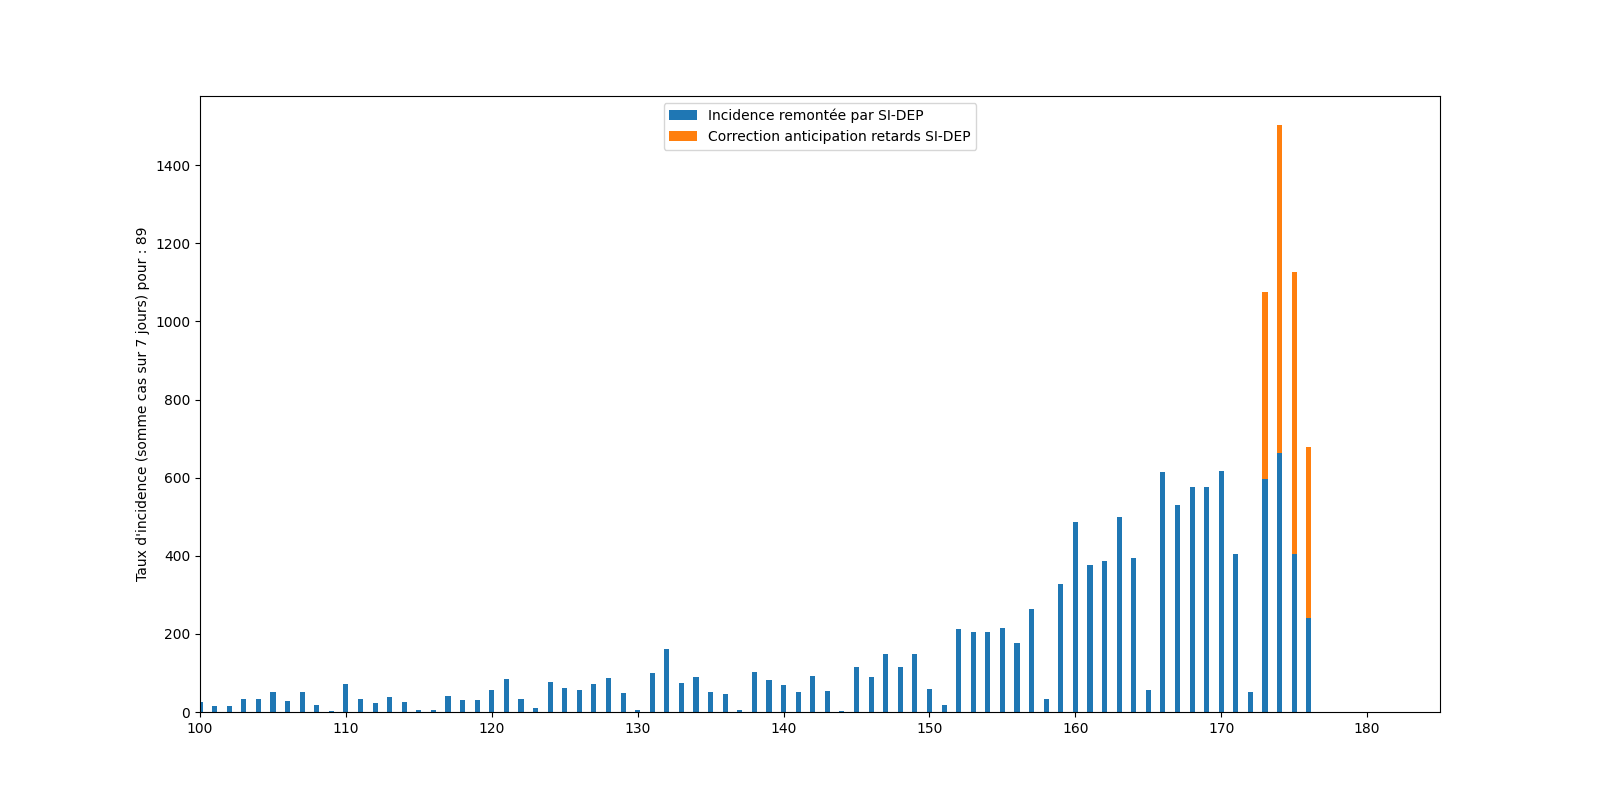 Incidence remontée par SI-DEP
Correction anticipation retards SI-DEP
Taux d'incidence (somme cas sur 7 jours) pour : 89
1400
1200
1000
800
600
400
200
0
100 110 120 130 140 150 160 170 180